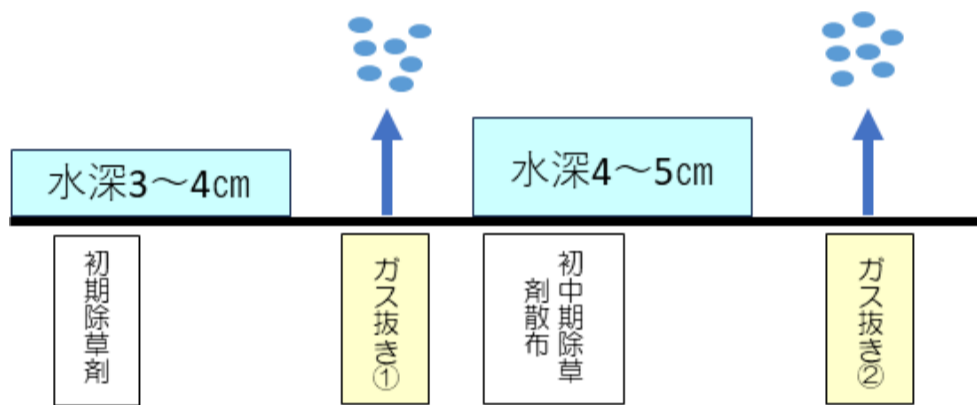 水深3～4㎝
水深4～5㎝
初期除草剤
ガス抜き①
初中期除草
剤散布
ガス抜き②